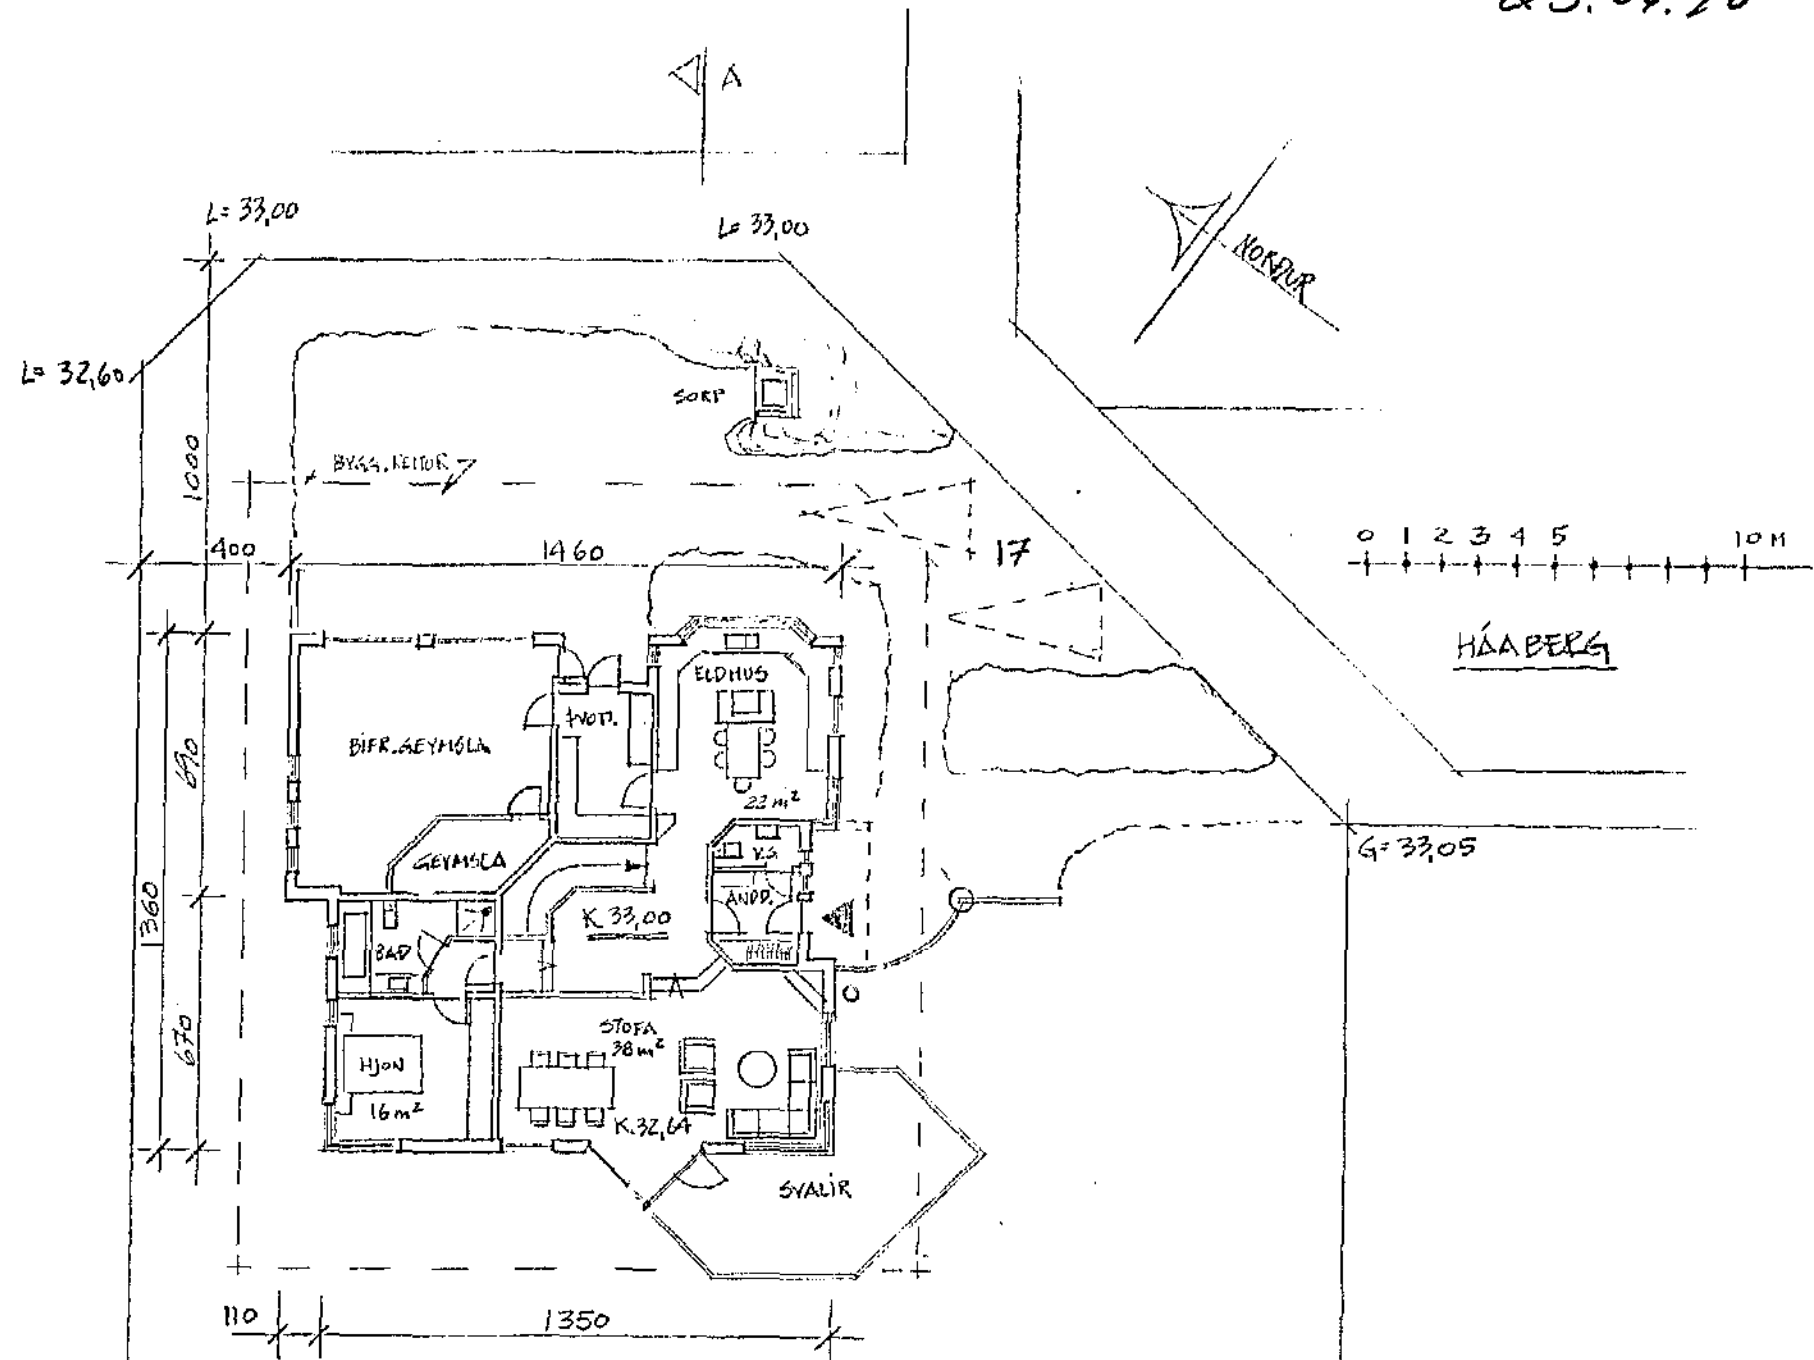 A
L= 33,00
L= 33,00
NORÐUR
L= 32,60
SORP
1000
BYGG.REITUR
400
1460
17
0 1 2 3 4 5 10 M
HÁABERG
ELDHUS
ÞVOTT.
BIFR.GEYMSLA
690
22 m²
V.S
G= 33,05
GEYMSLA
1360
ANDD.
K 33,00
BAÐ
STOFA
38 m²
670
HJON
16 m²
K.32,64
SVALIR
110
1350